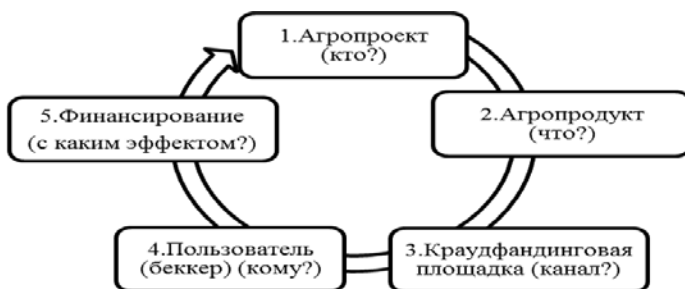 1.Агропроект
(кто?)
2.Агропродукт
(что?)
3.Краудфандинговая
площадка (канал?)
4.Пользователь
(беккер) (кому?)
5.Финансирование
(с каким эффектом?)